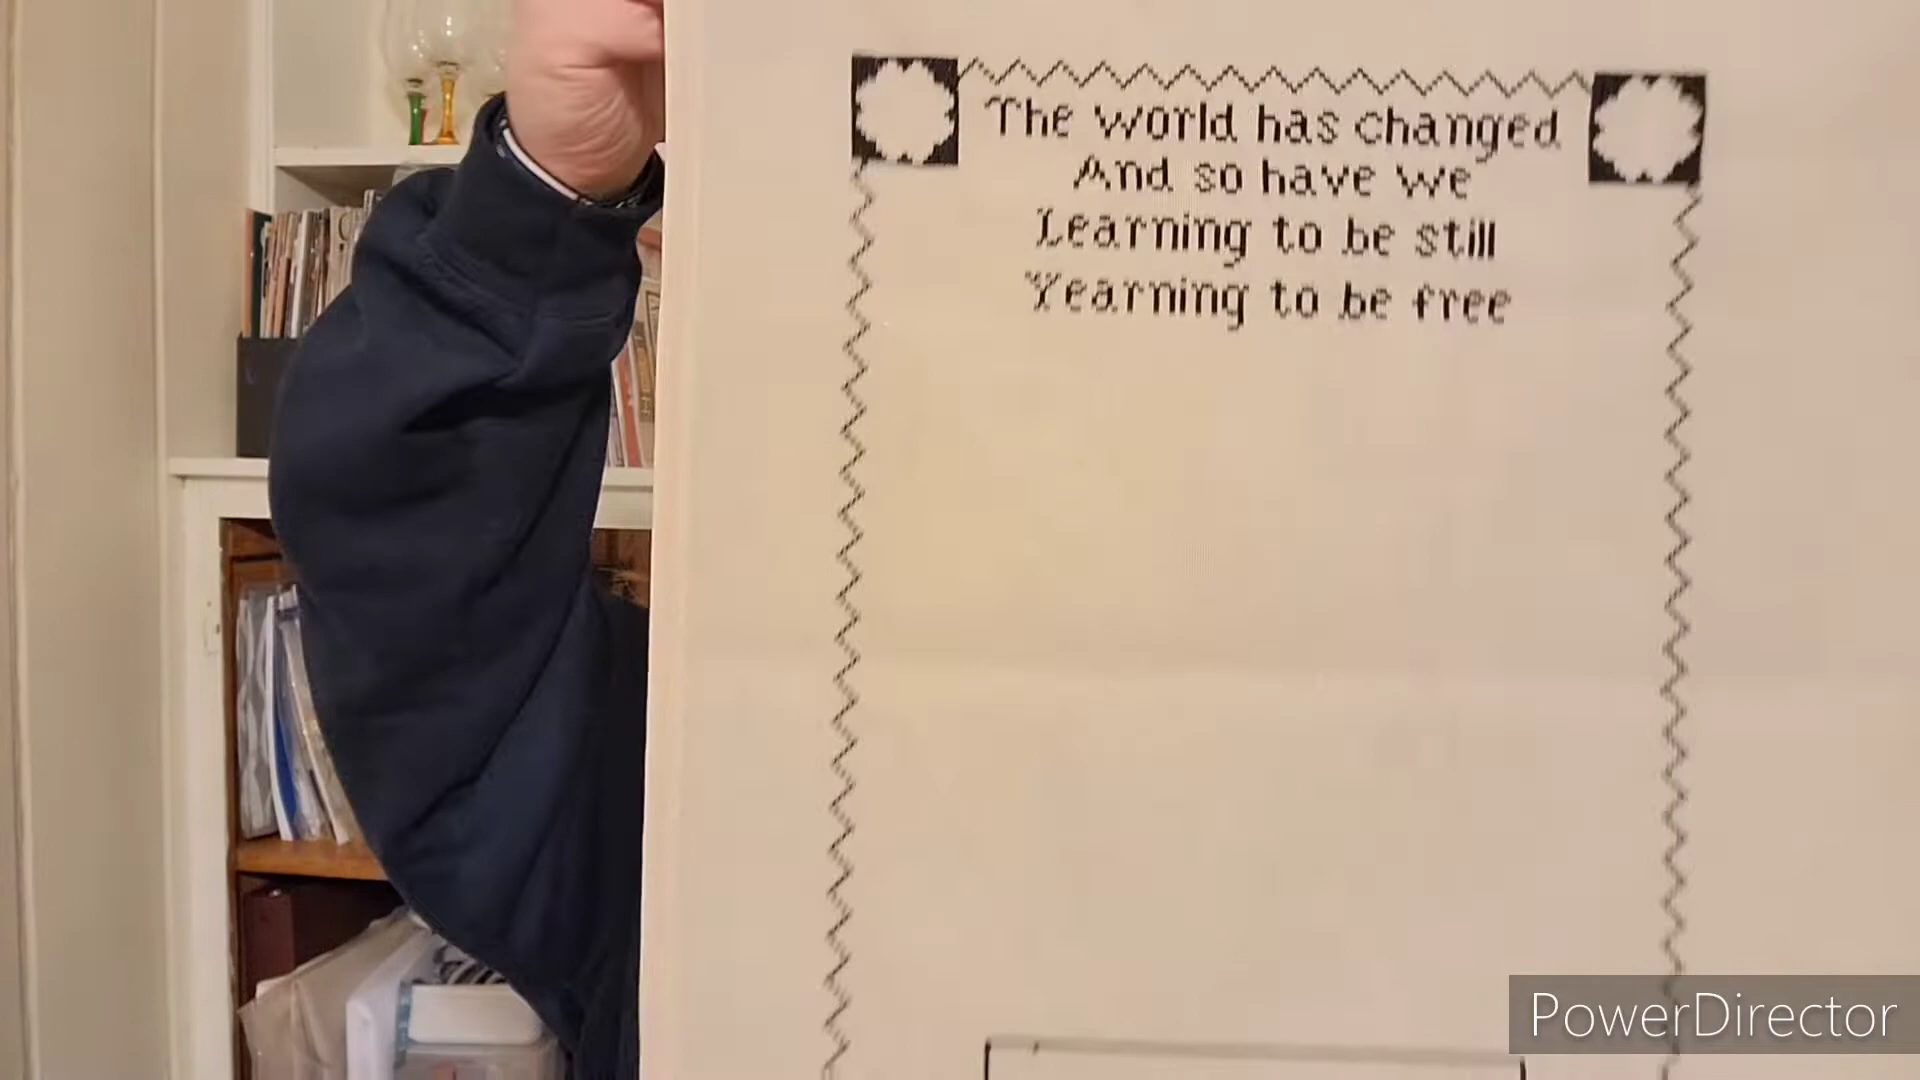 The world has changed
And so have we
Learning to be still
Yearning to be free
PowerDirector